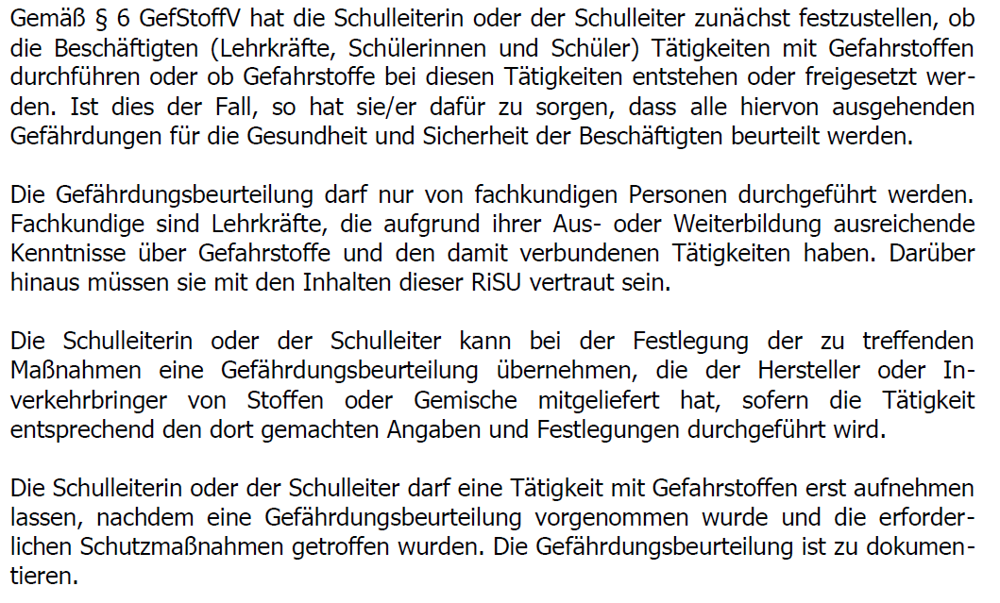 Gemäß § 6 GefStoffV hat die Schulleiterin oder der Schulleiter zunächst festzustellen, ob
die Beschäftigten (Lehrkräfte, Schülerinnen und Schüler) Tätigkeiten mit Gefahrstoffen
durchführen oder ob Gefahrstoffe bei diesen Tätigkeiten entstehen oder freigesetzt wer-
den. Ist dies der Fall, so hat sie/er dafür zu sorgen, dass alle hiervon ausgehenden
Gefährdungen für die Gesundheit und Sicherheit der Beschäftigten beurteilt werden.

Die Gefährdungsbeurteilung darf nur von fachkundigen Personen durchgeführt werden.
Fachkundige sind Lehrkräfte, die aufgrund ihrer Aus- oder Weiterbildung ausreichende
Kenntnisse über Gefahrstoffe und den damit verbundenen Tätigkeiten haben. Darüber
hinaus müssen sie mit den Inhalten dieser RiSU vertraut sein.

Die Schulleiterin oder der Schulleiter kann bei der Festlegung der zu treffenden
Maßnahmen eine Gefährdungsbeurteilung übernehmen, die der Hersteller oder In-
verkehrbringer von Stoffen oder Gemische mitgeliefert hat, sofern die Tätigkeit
entsprechend den dort gemachten Angaben und Festlegungen durchgeführt wird.

Die Schulleiterin oder der Schulleiter darf eine Tätigkeit mit Gefahrstoffen erst aufnehmen
lassen, nachdem eine Gefährdungsbeurteilung vorgenommen wurde und die erforder-
lichen Schutzmaßnahmen getroffen wurden. Die Gefährdungsbeurteilung ist zu dokumen-
tieren.